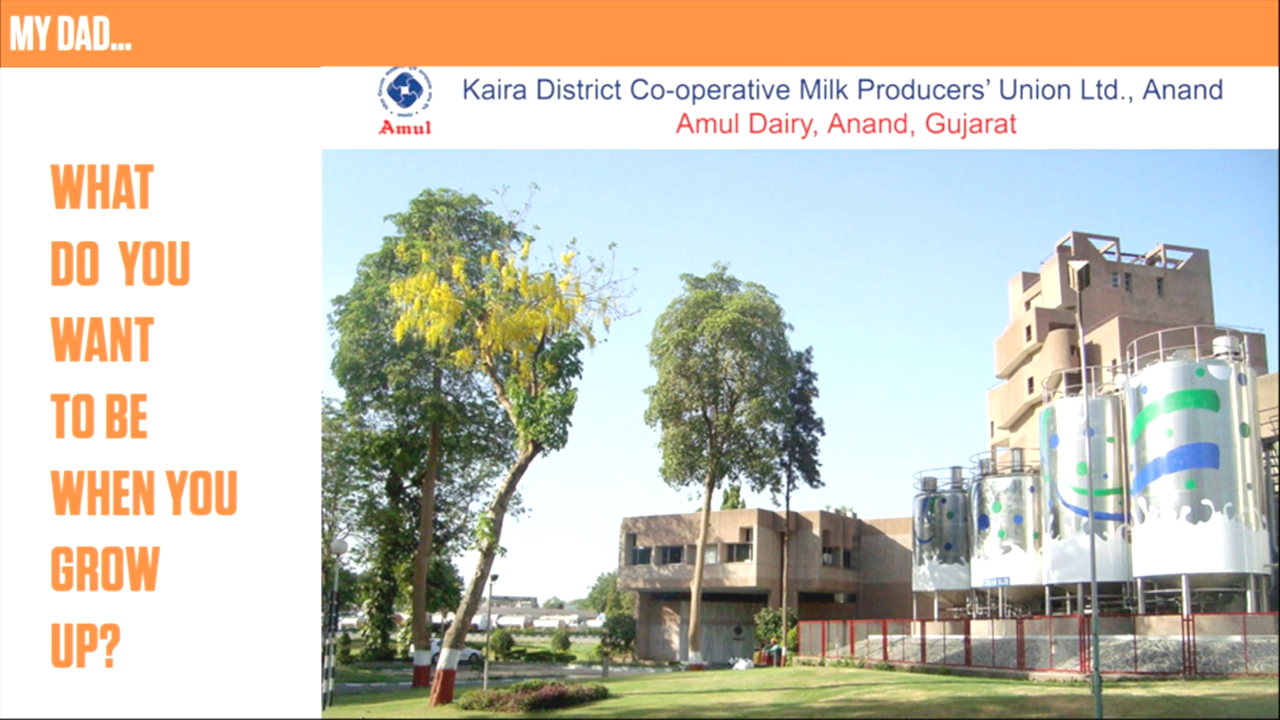 MY DAD...
Kaira District Co-operative Milk Producers' Union Ltd., Anand
Amul
Amul Dairy, Anand, Gujarat
WHAT
DO YOU
WANT
TO BE
WHEN YOU
GROW
UP?